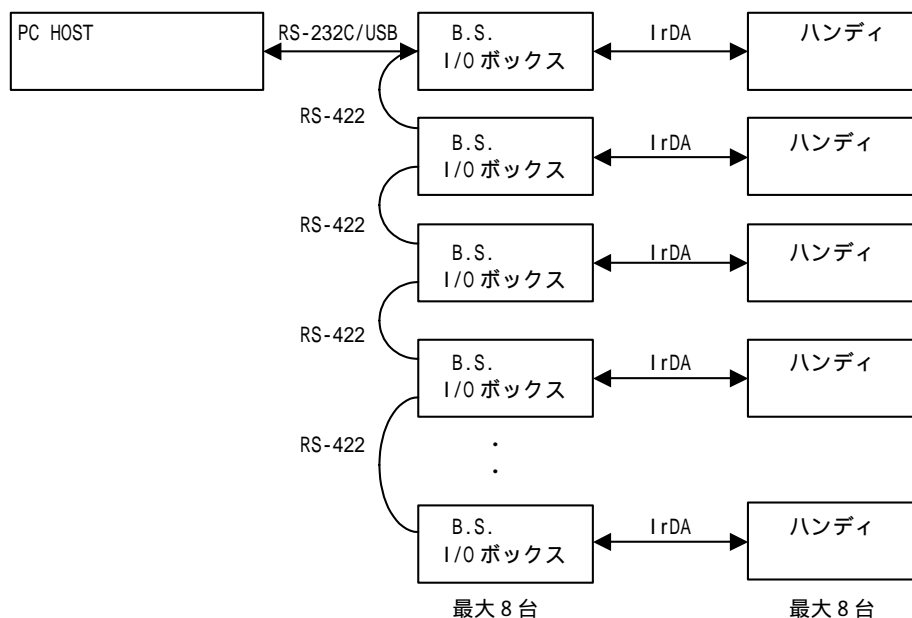 PC HOST
RS-232C/USB
B.S.
I/O ボックス
IrDA
ハンディ
RS-422
B.S.
I/O ボックス
IrDA
ハンディ
RS-422
B.S.
I/O ボックス
IrDA
ハンディ
RS-422
B.S.
I/O ボックス
IrDA
ハンディ
RS-422
・
・
B.S.
I/O ボックス
IrDA
ハンディ
最大 8 台
最大 8 台